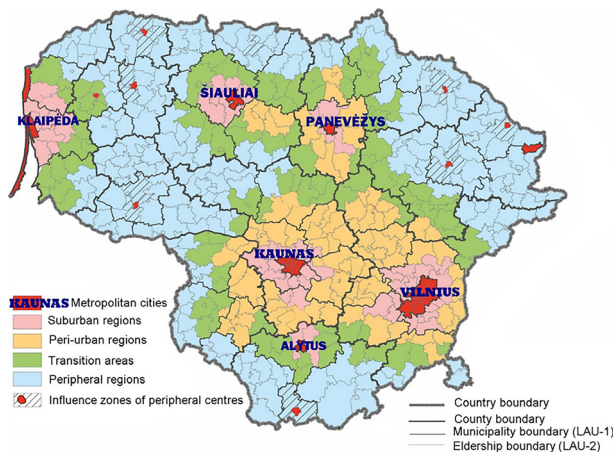 ŠIAULIAI
KLAIPĖDA
PANEVĖŽYS
KAUNAS
VILNIUS
ALYTUS
KAUNAS Metropolitan cities
Suburban regions
Peri-urban regions
Transition areas
Peripheral regions
Influence zones of peripheral centres
Country boundary
County boundary
Municipality boundary (LAU-1)
Eldership boundary (LAU-2)